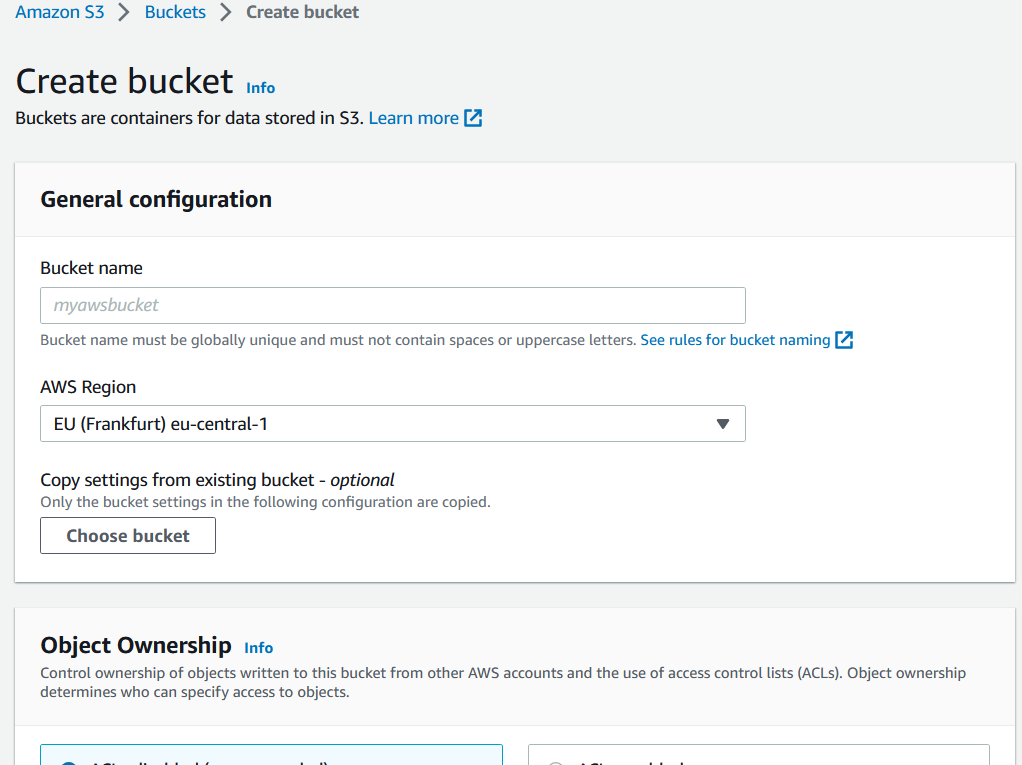 Amazon S3 > Buckets > Create bucket
Create bucket Info
Buckets are containers for data stored in S3. Learn more
General configuration
Bucket name
myawsbucket
Bucket name must be globally unique and must not contain spaces or uppercase letters. See rules for bucket naming
AWS Region
EU (Frankfurt) eu-central-1
Copy settings from existing bucket - optional
Only the bucket settings in the following configuration are copied.
Choose bucket
Object Ownership Info
Control ownership of objects written to this bucket from other AWS accounts and the use of access control lists (ACLs). Object ownership
determines who can specify access to objects.